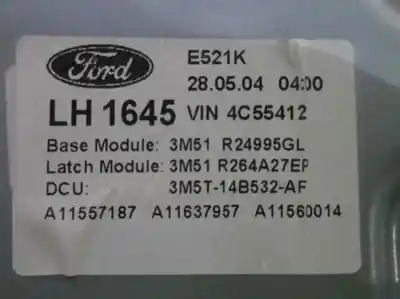 Ford
E521K
28.05.04 04:00
LH 1645 VIN 4C55412
Base Module: 3M51 R24995GL
Latch Module: 3M51 R264A27EP
DCU: 3M5T-14B532-AF
A11557187 A11637957 A11560014